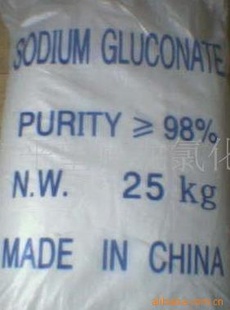 SODIUM GLUCONATE
PURITY ≥ 98%
N.W. 25 kg
MADE IN CHINA